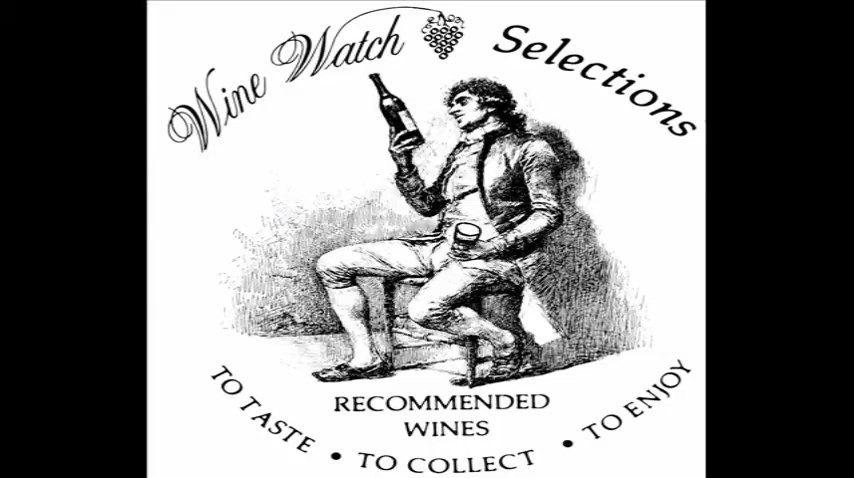 Wine Watch Selections
RECOMMENDED
WINES
TO TASTE • TO COLLECT • TO ENJOY